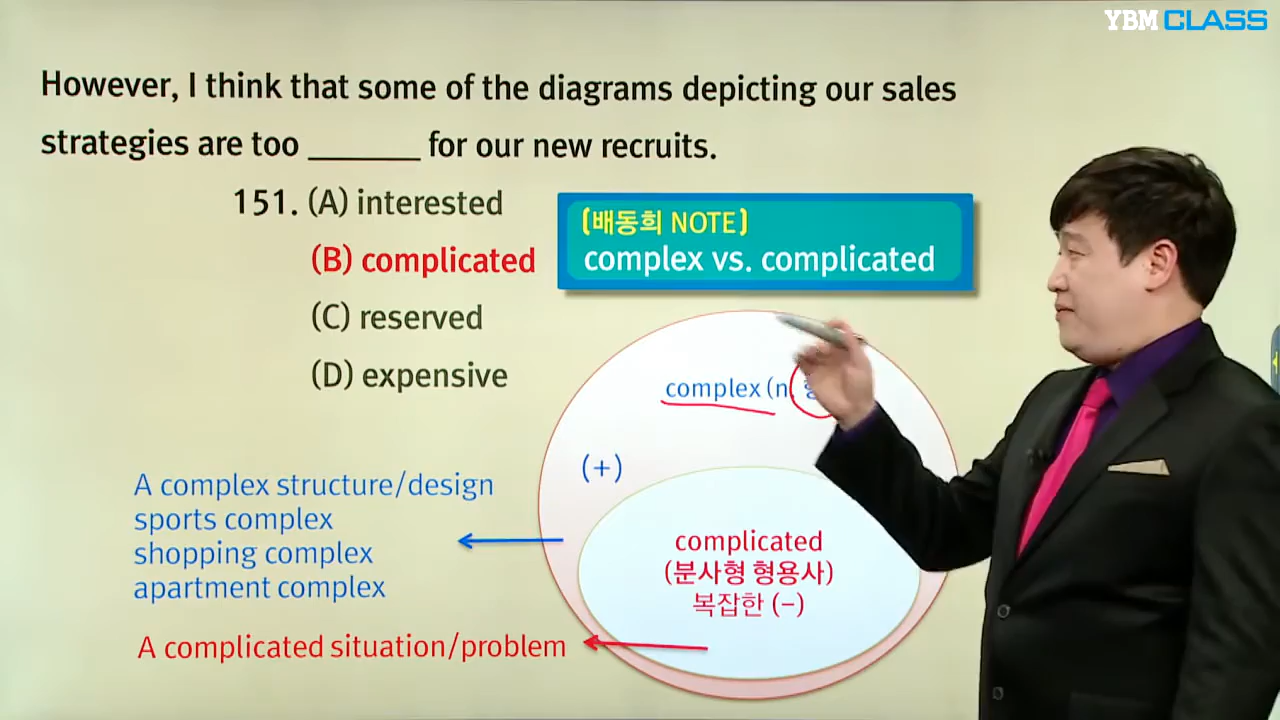 YBM CLASS
However, I think that some of the diagrams depicting our sales
strategies are too ______ for our new recruits.
151. (A) interested
(B) complicated
(C) reserved
(D) expensive
[배동희 NOTE]
complex vs. complicated
complex (n.
(+)
A complex structure/design
sports complex
shopping complex
apartment complex
A complicated situation/problem
complicated
(분사형 형용사)
복잡한 (–)